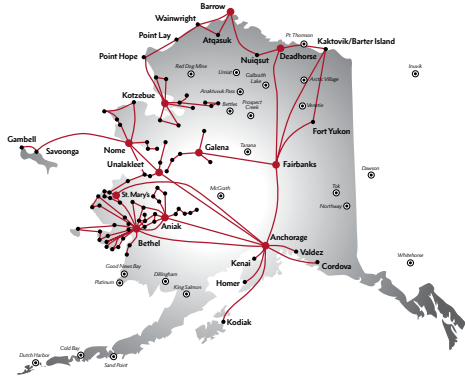 Barrow
Wainwright
Pt. Thomson
Point Lay
Atqasuk
Kaktovik/Barter Island
Nuiqsut
Deadhorse
Point Hope
Red Dog Mine
Umiat
Galbraith
Lake
Arctic Village
Inuvik
Anaktuvuk Pass
Kotzebue
Bettles
Prospect
Creek
Venetie
Fort Yukon
Gambell
Savoonga
Nome
Galena
Tanana
Unalakleet
Fairbanks
Dawson
McGrath
Tok
Northway
St. Mary's
Aniak
Bethel
Anchorage
Valdez
Kenai
Cordova
Whitehorse
Good News Bay
Platinum
Dillingham
King Salmon
Homer
Kodiak
Cold Bay
Dutch Harbor
Sand Point